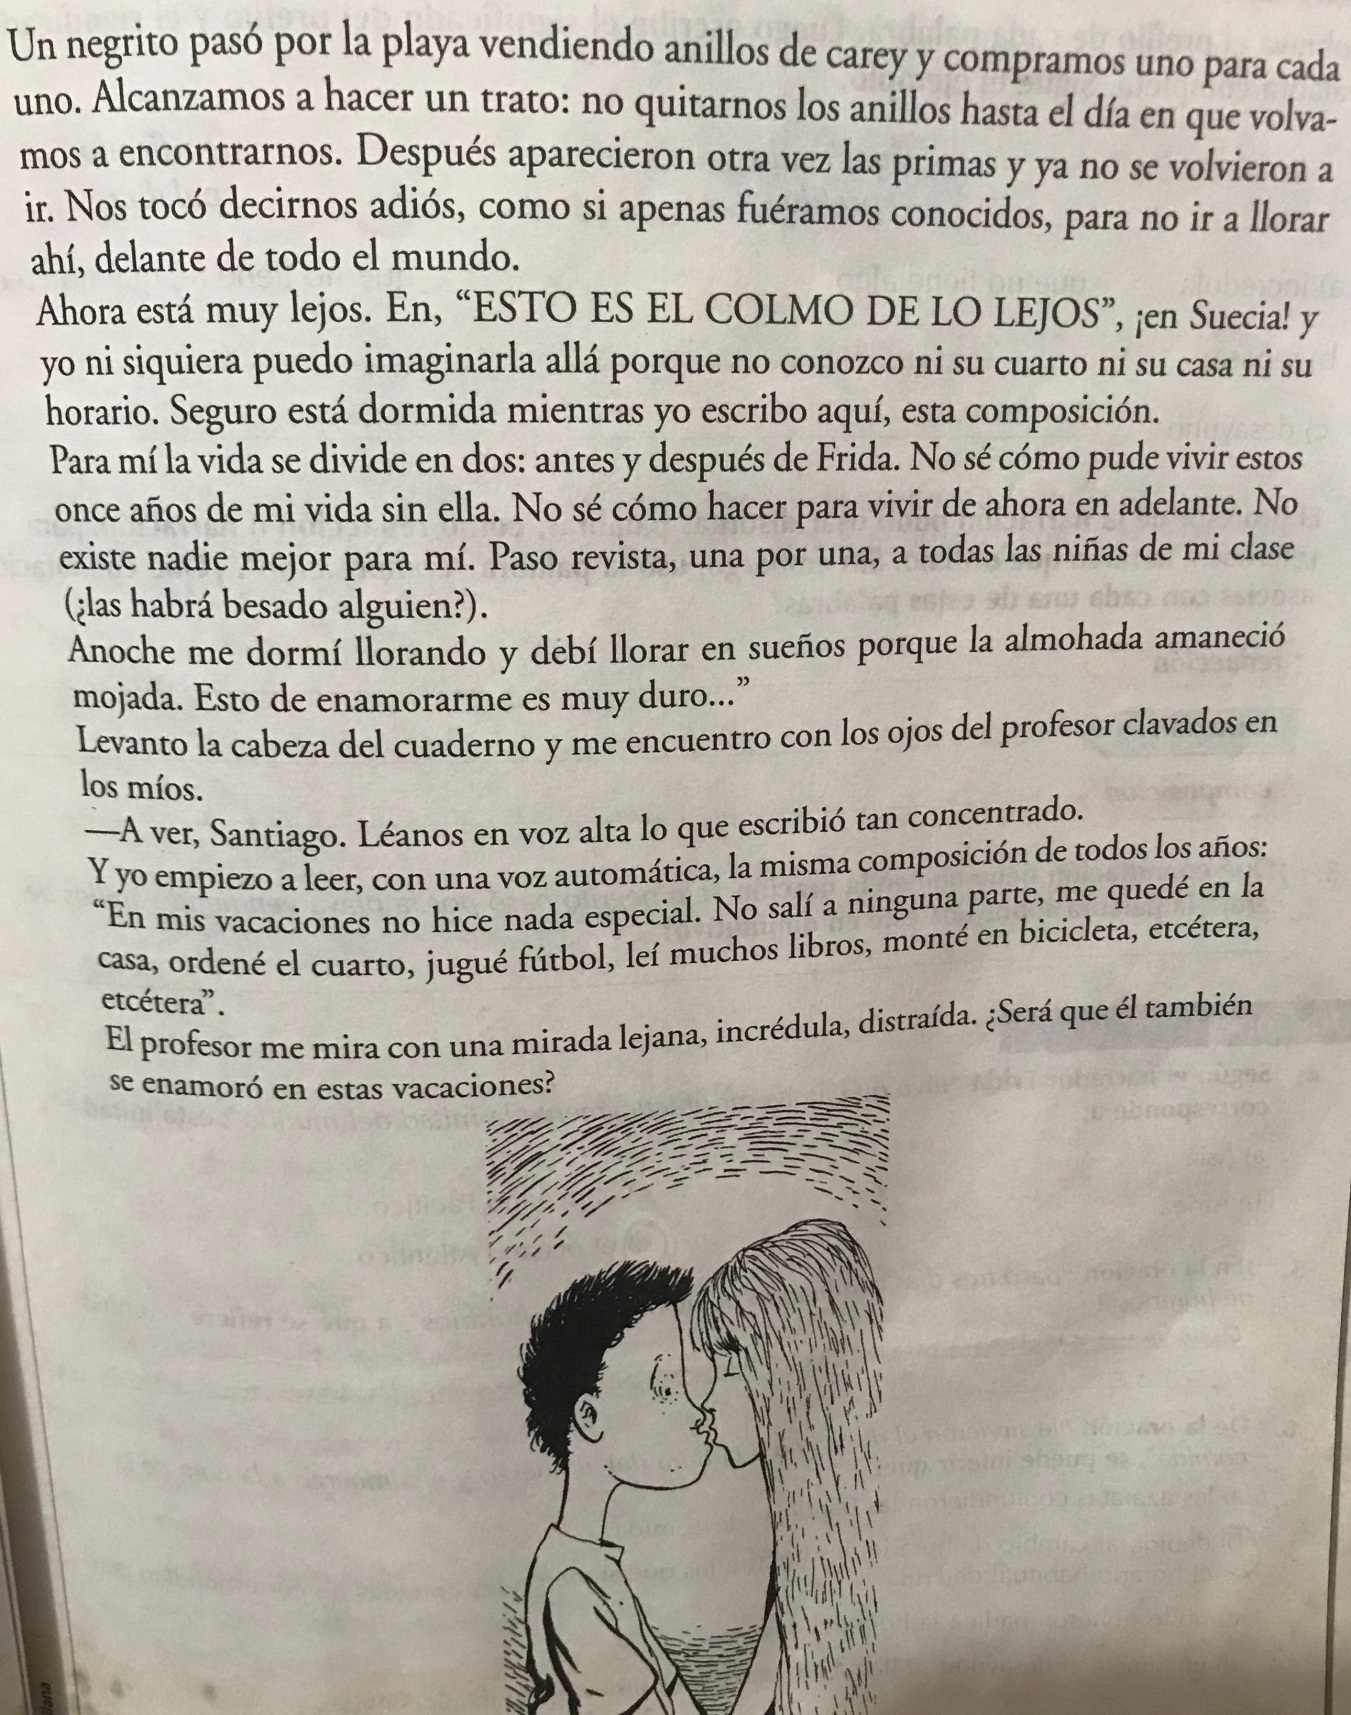 Un negrito pasó por la playa vendiendo anillos de carey y compramos uno para cada
uno. Alcanzamos a hacer un trato: no quitarnos los anillos hasta el día en que volva-
mos a encontrarnos. Después aparecieron otra vez las primas y ya no se volvieron a
ir. Nos tocó decirnos adiós, como si apenas fuéramos conocidos, para no ir a llorar
ahí, delante de todo el mundo.
Ahora está muy lejos. En, “ESTO ES EL COLMO DE LO LEJOS”, ¡en Suecia! y
yo ni siquiera puedo imaginarla allá porque no conozco ni su cuarto ni su casa ni su
horario. Seguro está dormida mientras yo escribo aquí, esta composición.
Para mí la vida se divide en dos: antes y después de Frida. No sé cómo pude vivir estos
once años de mi vida sin ella. No sé cómo hacer para vivir de ahora en adelante. No
existe nadie mejor para mí. Paso revista, una por una, a todas las niñas de mi clase
(¿las habrá besado alguien?).
Anoche me dormí llorando y debí llorar en sueños porque la almohada amaneció
mojada. Esto de enamorarme es muy duro...”
Levanto la cabeza del cuaderno y me encuentro con los ojos del profesor clavados en
los míos.
—A ver, Santiago. Léanos en voz alta lo que escribió tan concentrado.
Y yo empiezo a leer, con una voz automática, la misma composición de todos los años:
“En mis vacaciones no hice nada especial. No salí a ninguna parte, me quedé en la
casa, ordené el cuarto, jugué fútbol, leí muchos libros, monté en bicicleta, etcétera,
etcétera”.
El profesor me mira con una mirada lejana, incrédula, distraída. ¿Será que él también
se enamoró en estas vacaciones?